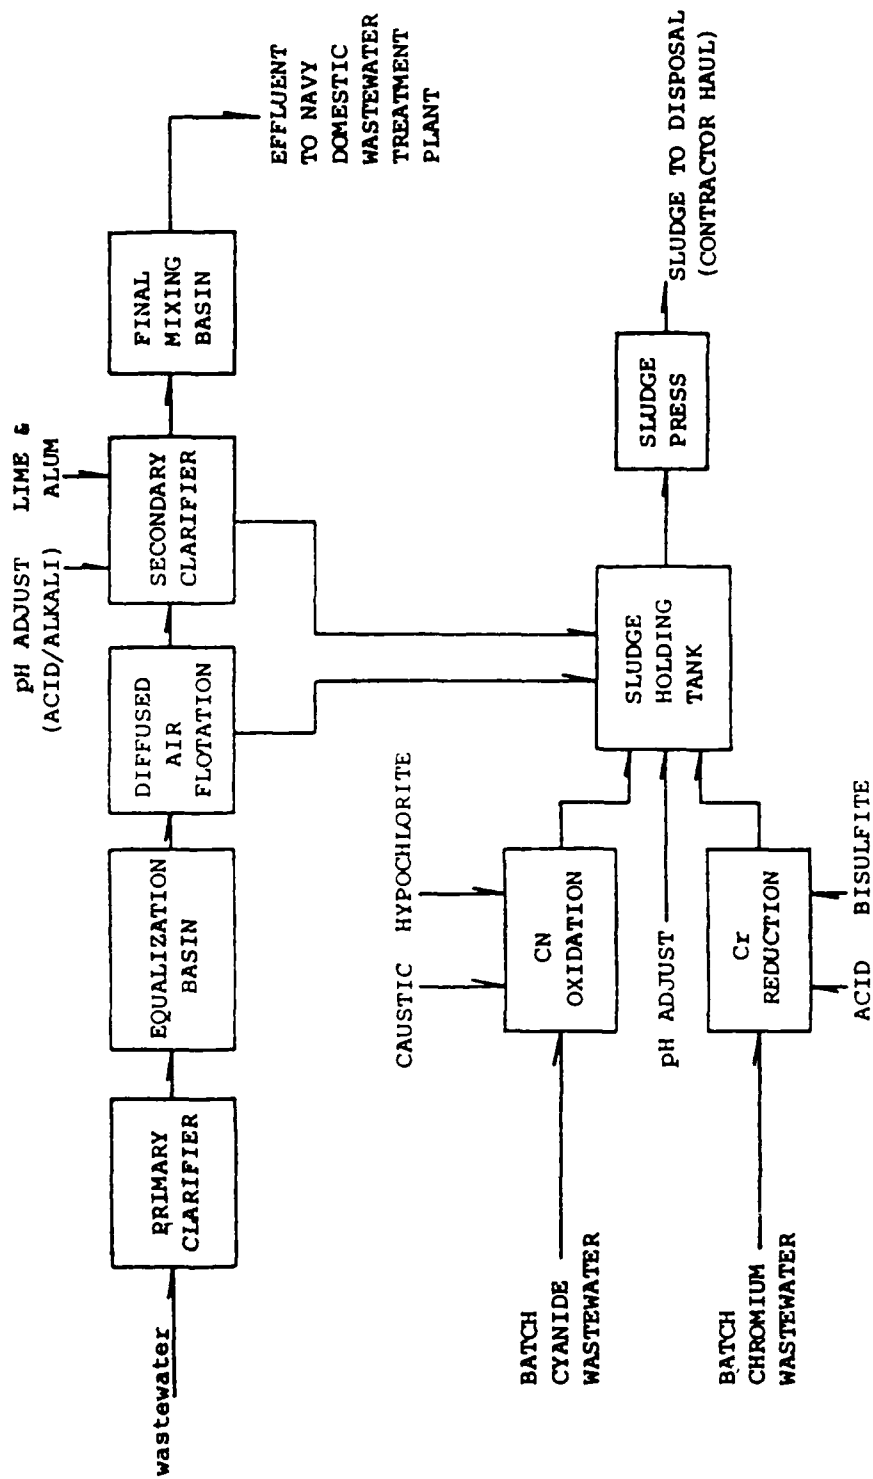 wastewater
PRIMARY
CLARIFIER
EQUALIZATION
BASIN
DIFFUSED
AIR
FLOTATION
pH ADJUST
(ACID/ALKALI)
LIME &
ALUM
SECONDARY
CLARIFIER
FINAL
MIXING
BASIN
EFFLUENT
TO NAVY
DOMESTIC
WASTEWATER
TREATMENT
PLANT
BATCH
CYANIDE
WASTEWATER
CAUSTIC
HYPOCHLORITE
CN
OXIDATION
pH ADJUST
BATCH
CHROMIUM
WASTEWATER
Cr
REDUCTION
ACID
BISULFITE
SLUDGE
HOLDING
TANK
SLUDGE
PRESS
SLUDGE TO DISPOSAL
(CONTRACTOR HAUL)